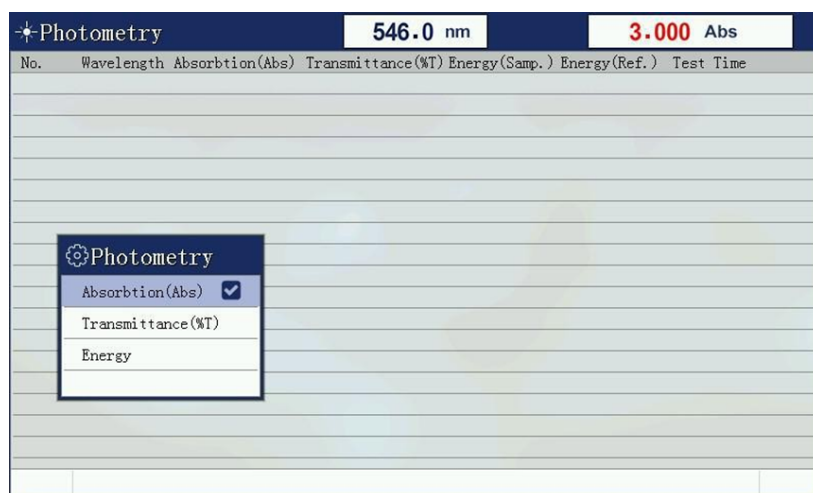 Photometry 546.0 nm 3.000 Abs
No. Wavelength Absorbtion(Abs) Transmittance(%T) Energy(Samp.) Energy(Ref.) Test Time
Photometry
Absorbtion(Abs)
Transmittance(%T)
Energy